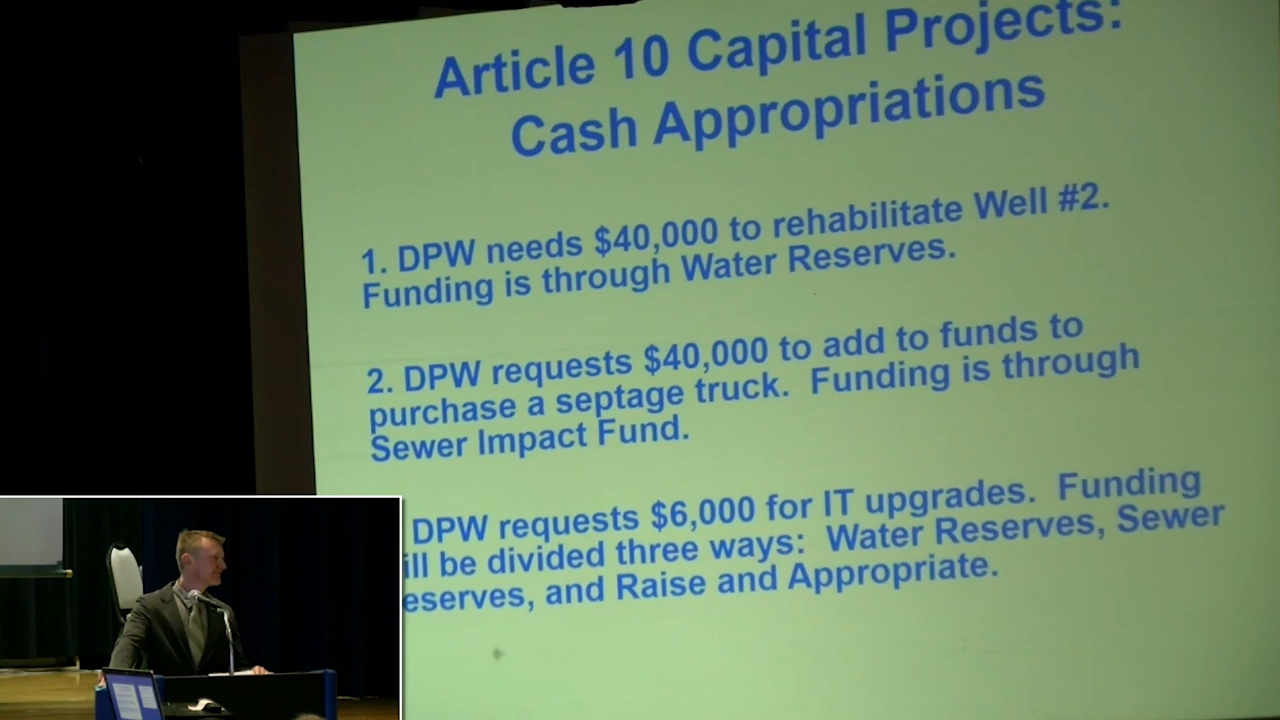 Article 10 Capital Projects:
Cash Appropriations
1. DPW needs $40,000 to rehabilitate Well #2.
Funding is through Water Reserves.
2. DPW requests $40,000 to add to funds to
purchase a septage truck. Funding is through
Sewer Impact Fund.
DPW requests $6,000 for IT upgrades. Funding
ill be divided three ways: Water Reserves, Sewer
eserves, and Raise and Appropriate.